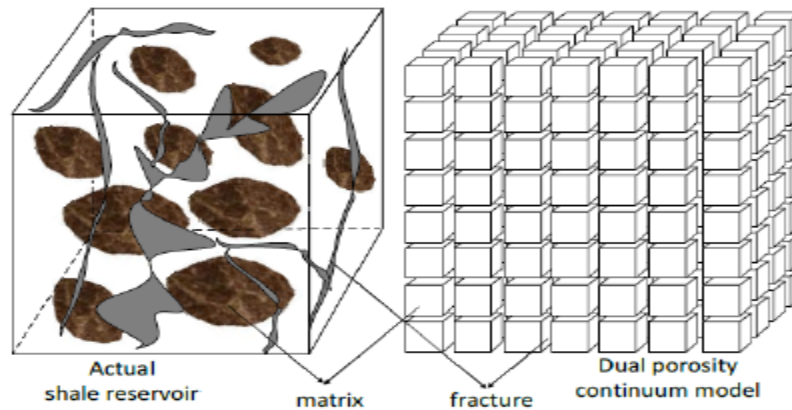 Actual
shale reservoir
matrix
fracture
Dual porosity
continuum model